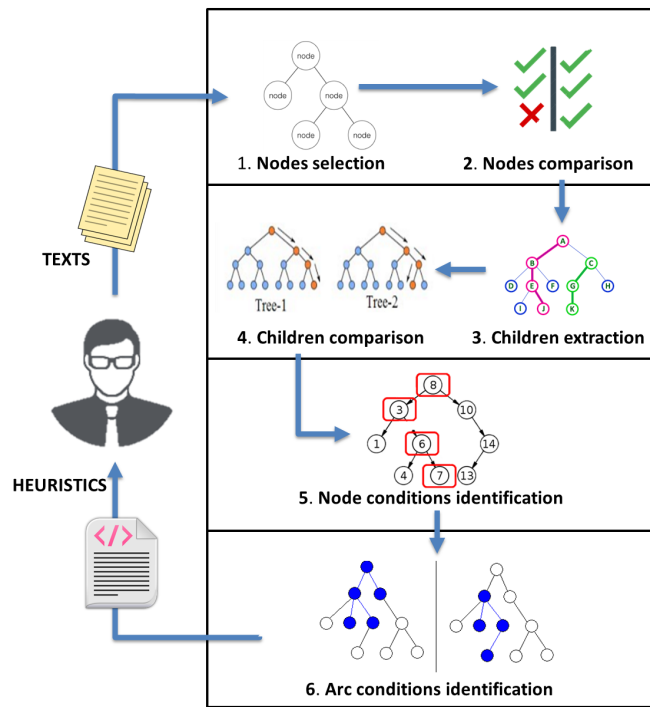 node
node
node
node
node
1. Nodes selection
2. Nodes comparison
TEXTS
A
B
C
D
E
F
G
H
I
J
K
Tree-1
Tree-2
4. Children comparison
3. Children extraction
8
3
10
1
6
14
4
7
13
5. Node conditions identification
HEURISTICS
</>
6. Arc conditions identification